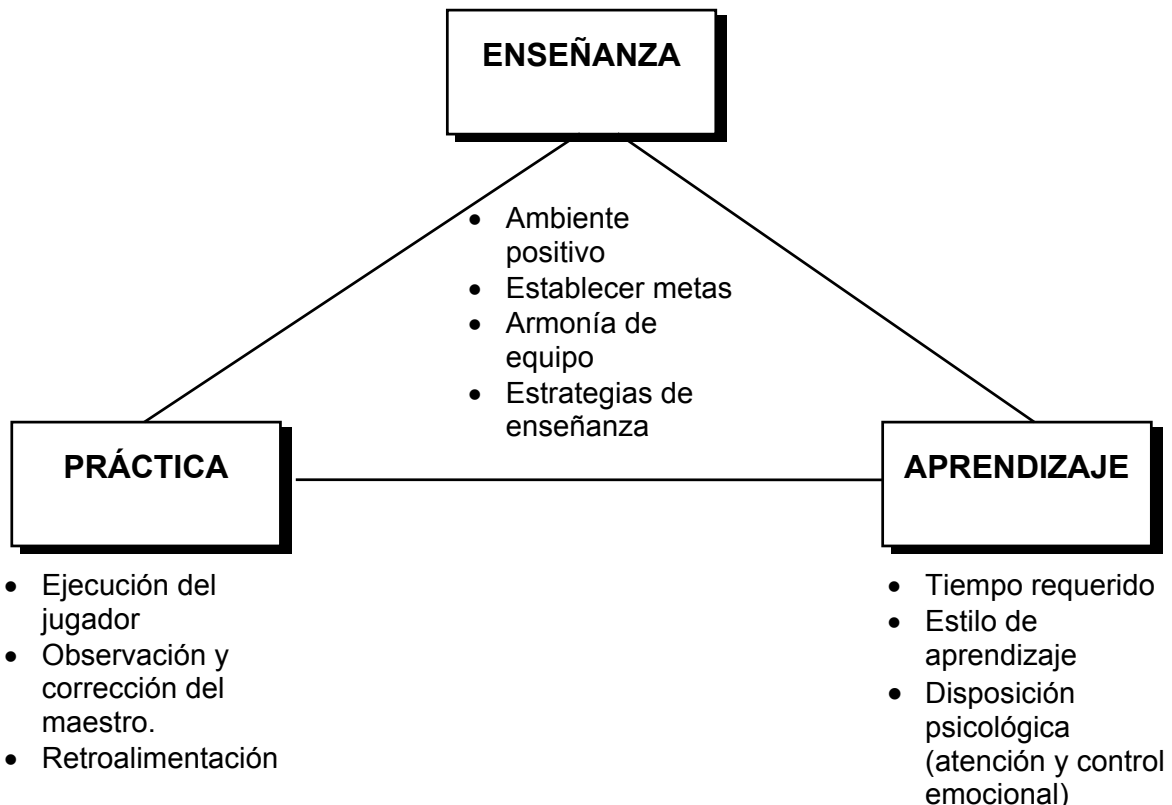 ENSEÑANZA
• Ambiente
positivo
• Establecer metas
• Armonía de
equipo
• Estrategias de
enseñanza
PRÁCTICA
APRENDIZAJE
• Ejecución del
jugador
• Observación y
corrección del
maestro.
• Retroalimentación
• Tiempo requerido
• Estilo de
aprendizaje
• Disposición
psicológica
(atención y control
emocional)